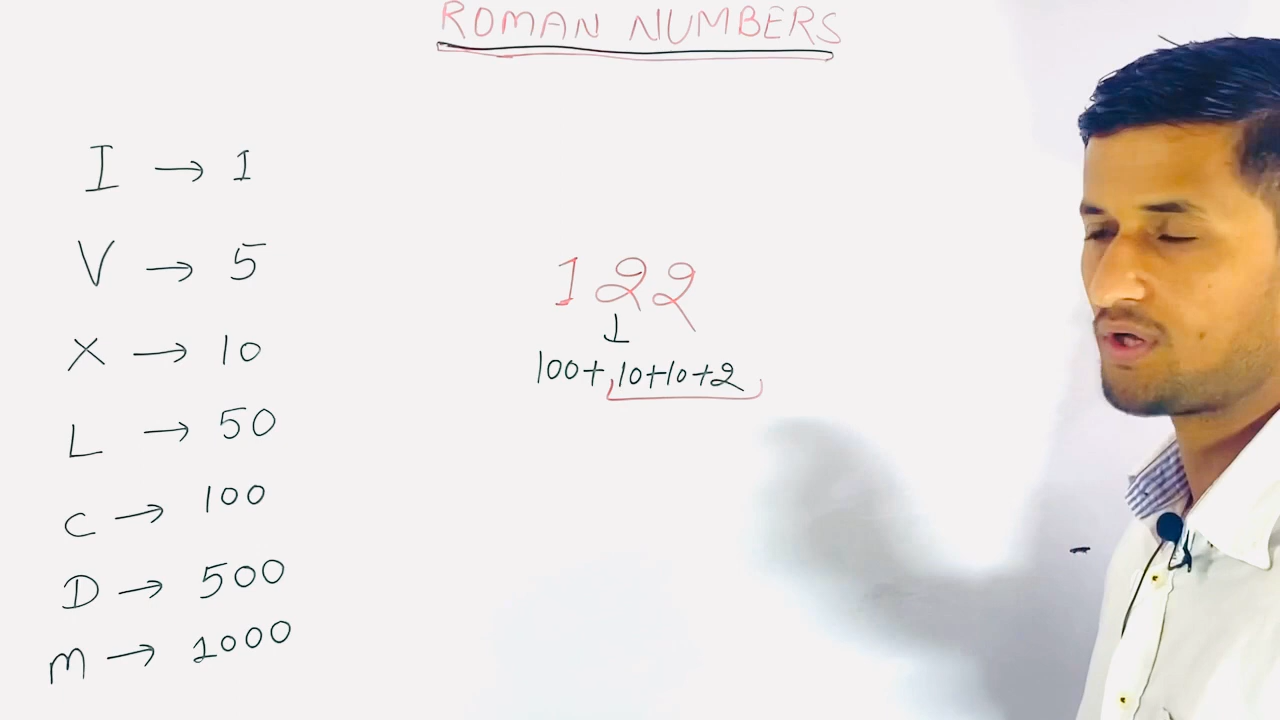 ROMAN NUMBERS
I → 1
V → 5
X → 10
L → 50
C → 100
D → 500
M → 1000
122
↓
100+10+10+2